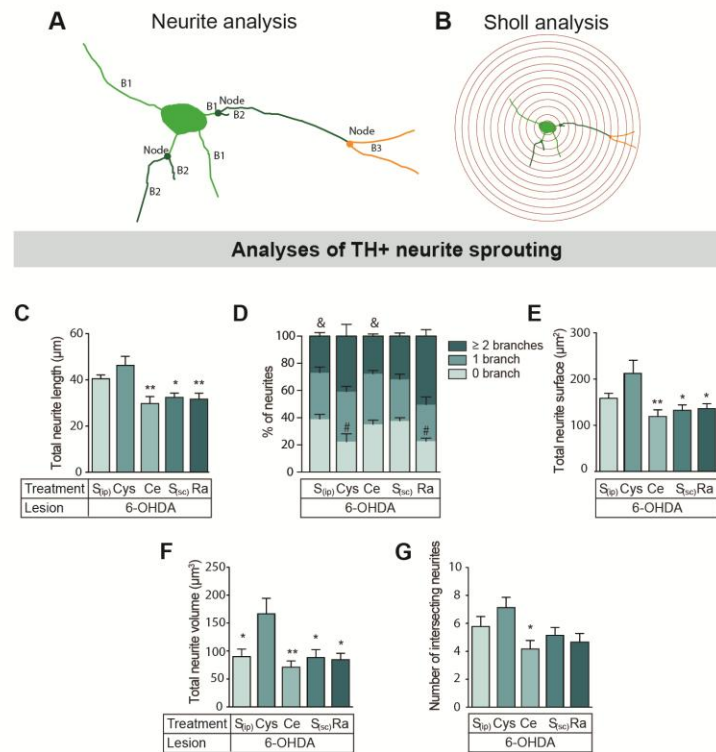 A Neurite analysis
B Sholl analysis
B1
Node
B1
B2
Node
B3
Node
B2
B2
B1
Analyses of TH+ neurite sprouting
C
Total neurite length (µm)
60
40
20
0
** * **
Treatment S(ip) Cys Ce S(sc) Ra
Lesion 6-OHDA
D
% of neurites
100
80
60
40
20
0
& &
# #
≥ 2 branches
1 branch
0 branch
S(ip) Cys Ce S(sc) Ra
6-OHDA
E
Total neurite surface (µm²)
300
200
100
0
** * *
S(ip) Cys Ce S(sc) Ra
6-OHDA
F
Total neurite volume (µm³)
250
200
150
100
50
0
* ** * *
Treatment S(ip) Cys Ce S(sc) Ra
Lesion 6-OHDA
G
Number of intersecting neurites
10
8
6
4
2
0
*
S(ip) Cys Ce S(sc) Ra
6-OHDA